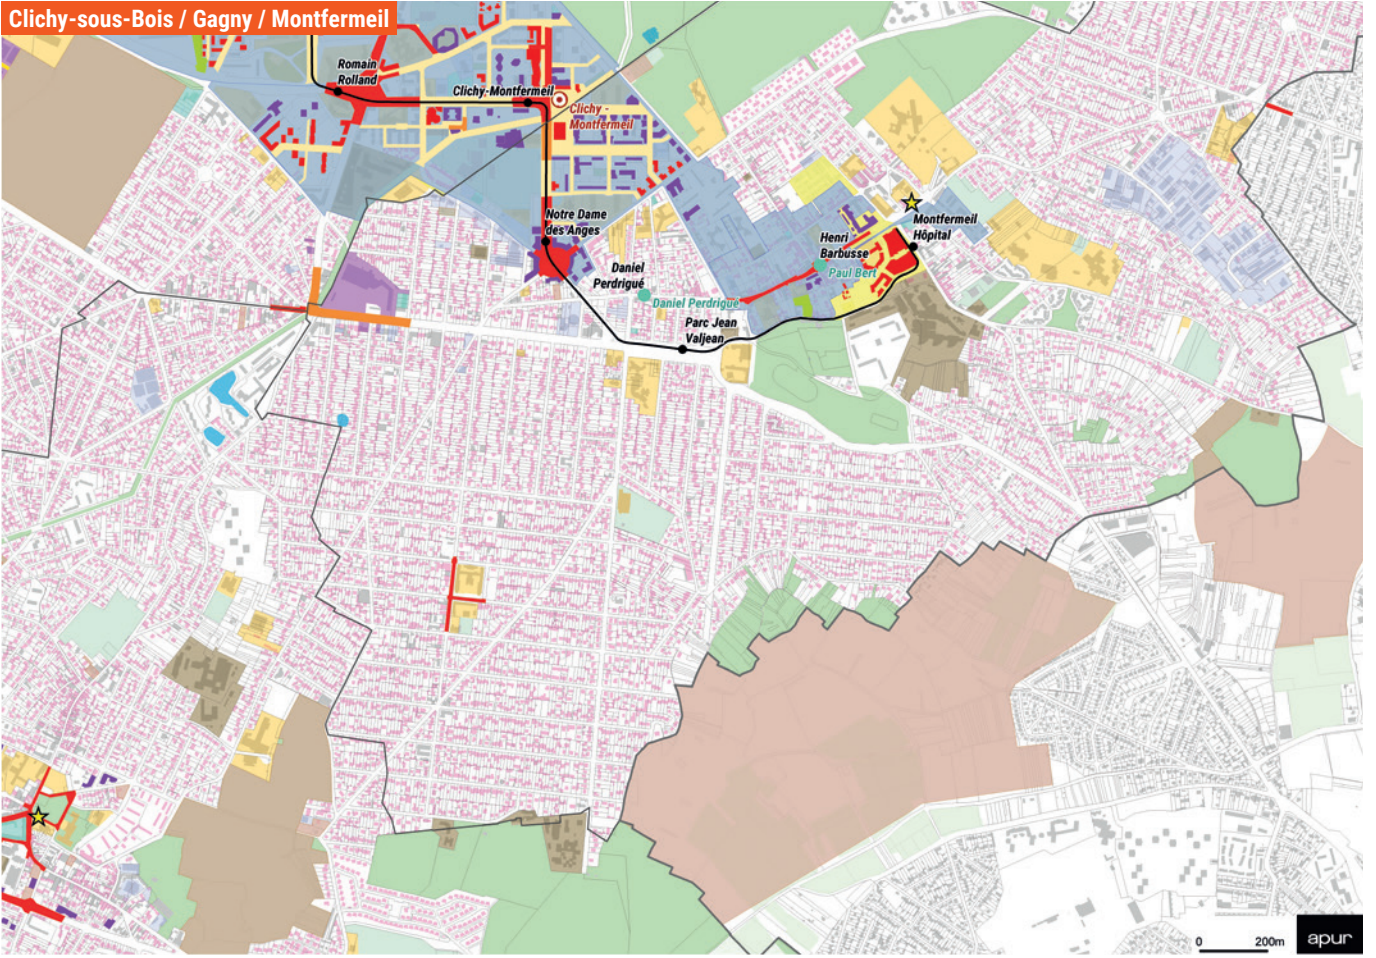 Clichy-sous-Bois / Gagny / Montfermeil
Romain
Rolland
Clichy-Montfermeil
Clichy -
Montfermeil
Notre Dame
des Anges
Daniel
Perdrigué
Daniel Perdrigué
Parc Jean
Valjean
Henri
Barbusse
Paul Bert
Montfermeil
Hôpital
0 200m
apur